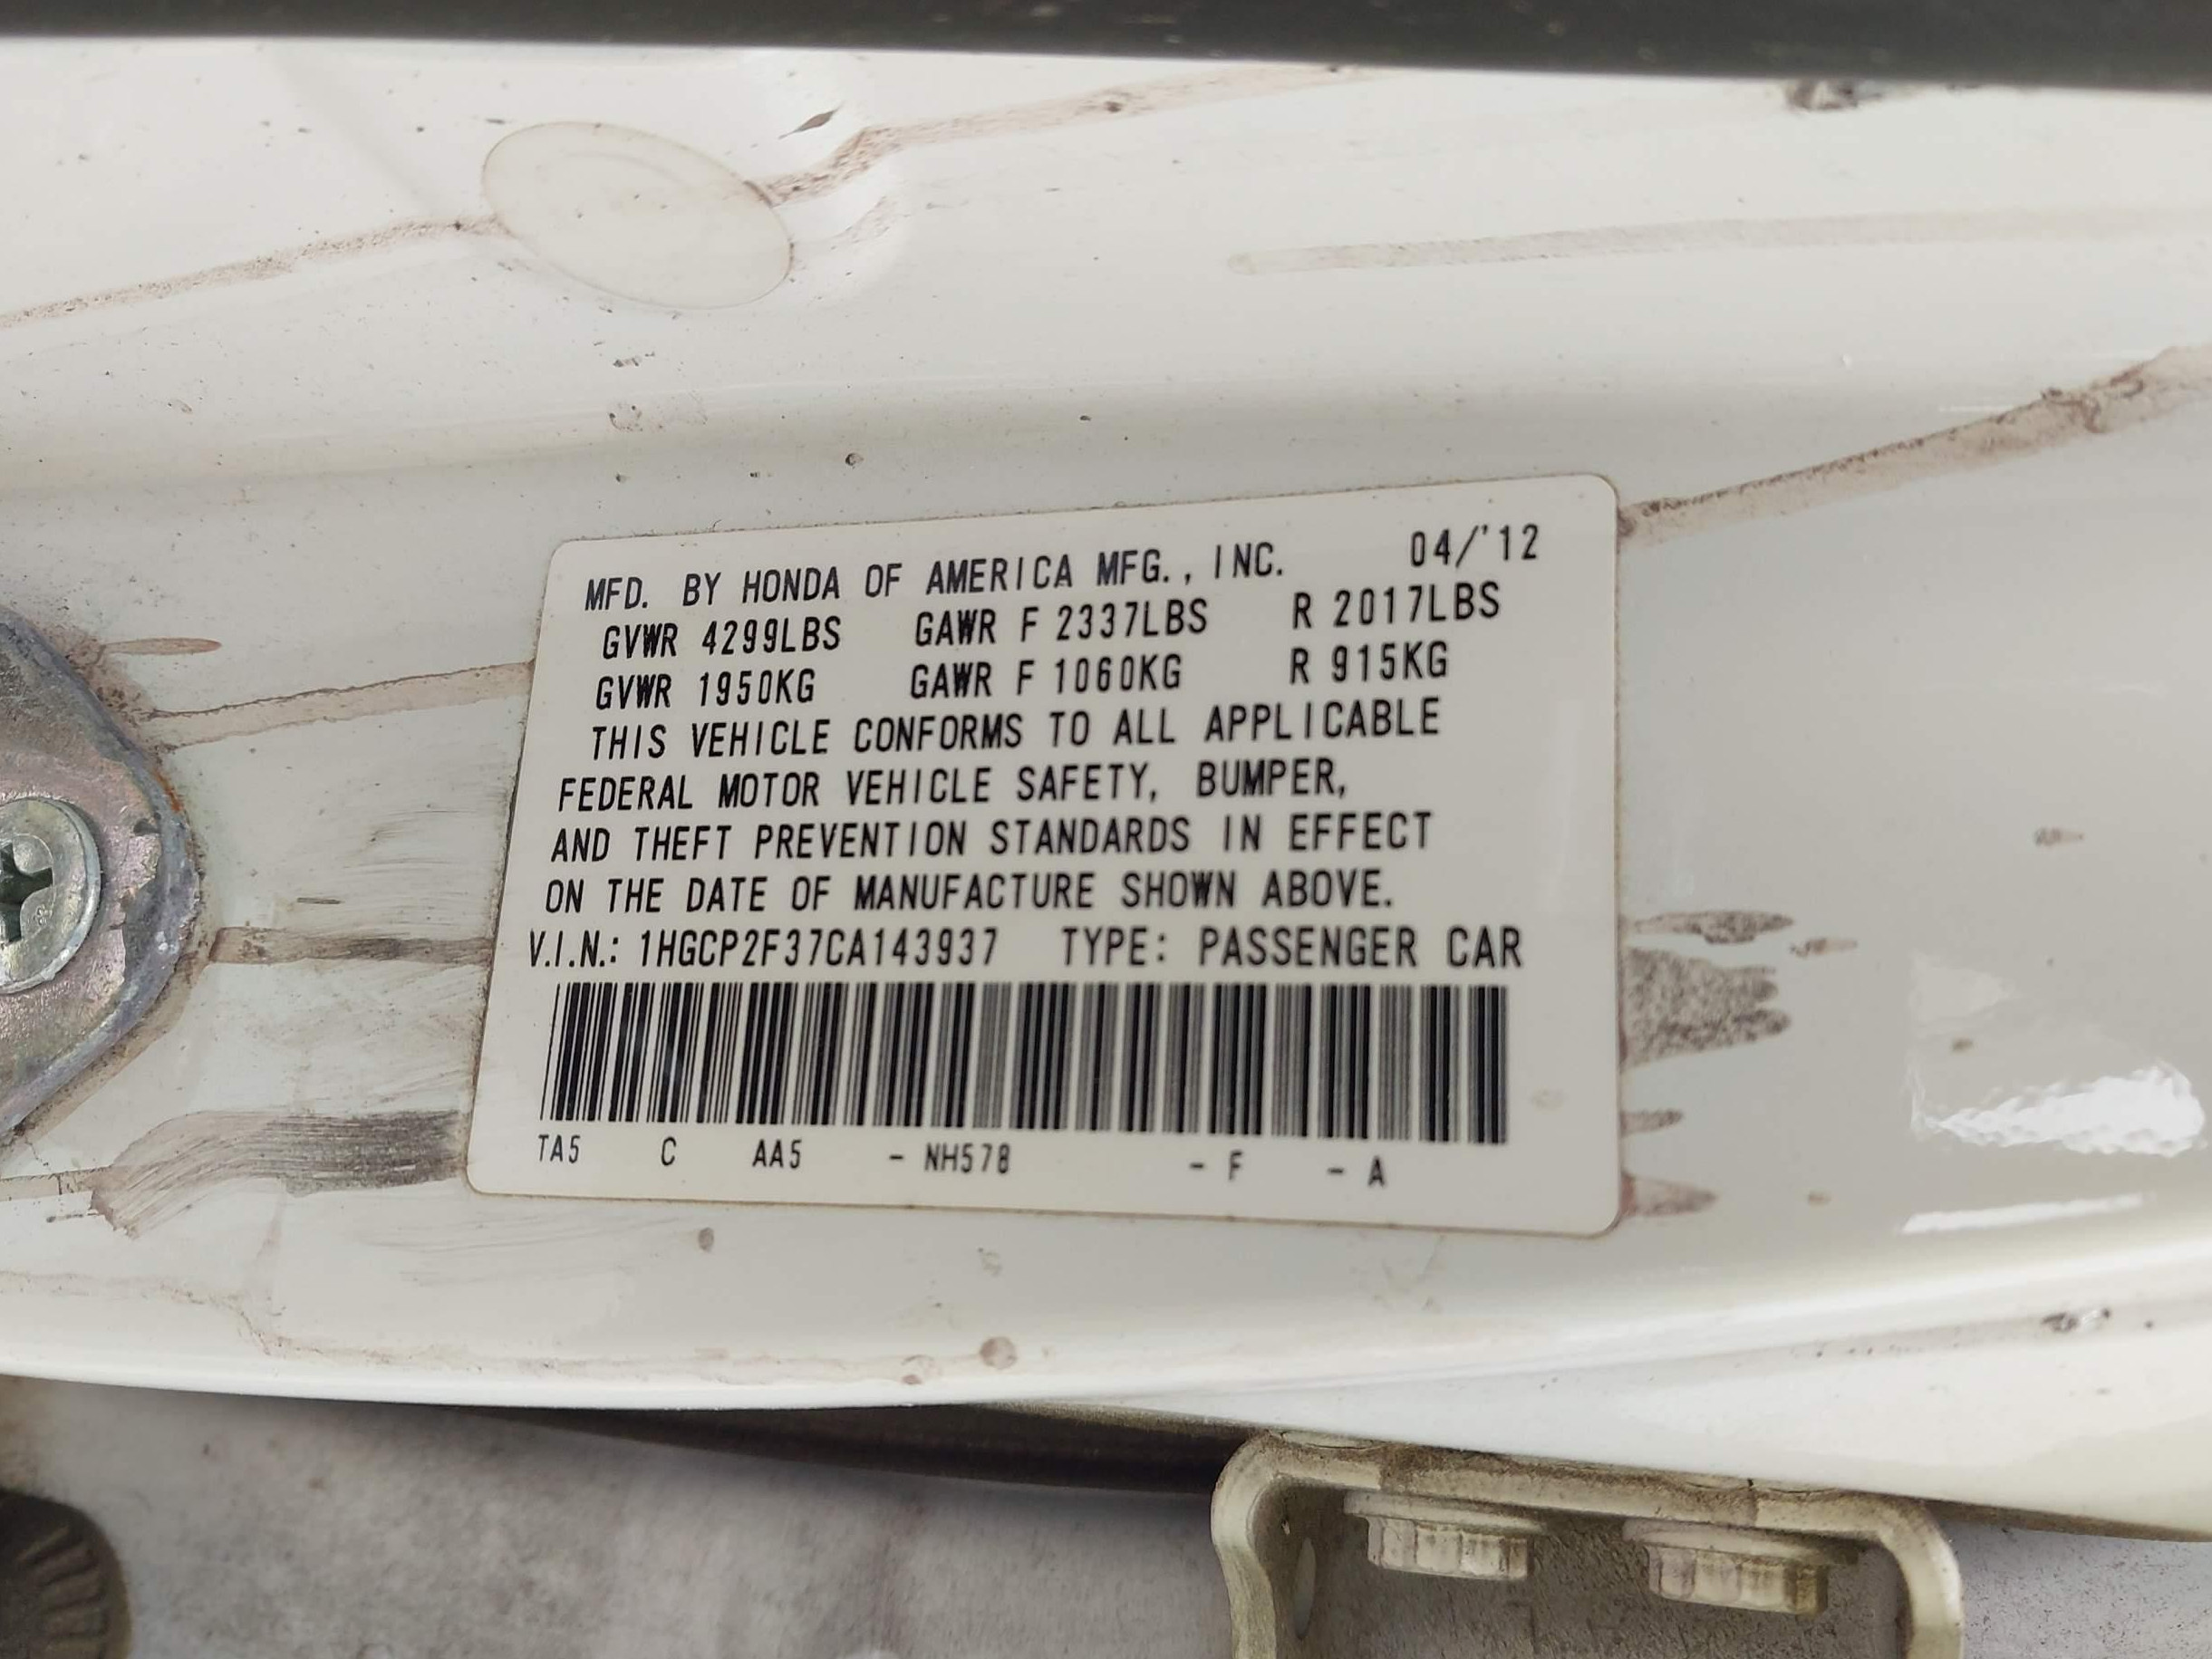 MFD. BY HONDA OF AMERICA MFG., INC. 04/'12
GVWR 4299LBS GAWR F 2337LBS R 2017LBS
GVWR 1950KG GAWR F 1060KG R 915KG
THIS VEHICLE CONFORMS TO ALL APPLICABLE
FEDERAL MOTOR VEHICLE SAFETY, BUMPER,
AND THEFT PREVENTION STANDARDS IN EFFECT
ON THE DATE OF MANUFACTURE SHOWN ABOVE.
V.I.N.: 1HGCP2F37CA143937 TYPE: PASSENGER CAR
TA5 C AA5 - NH578 - F - A